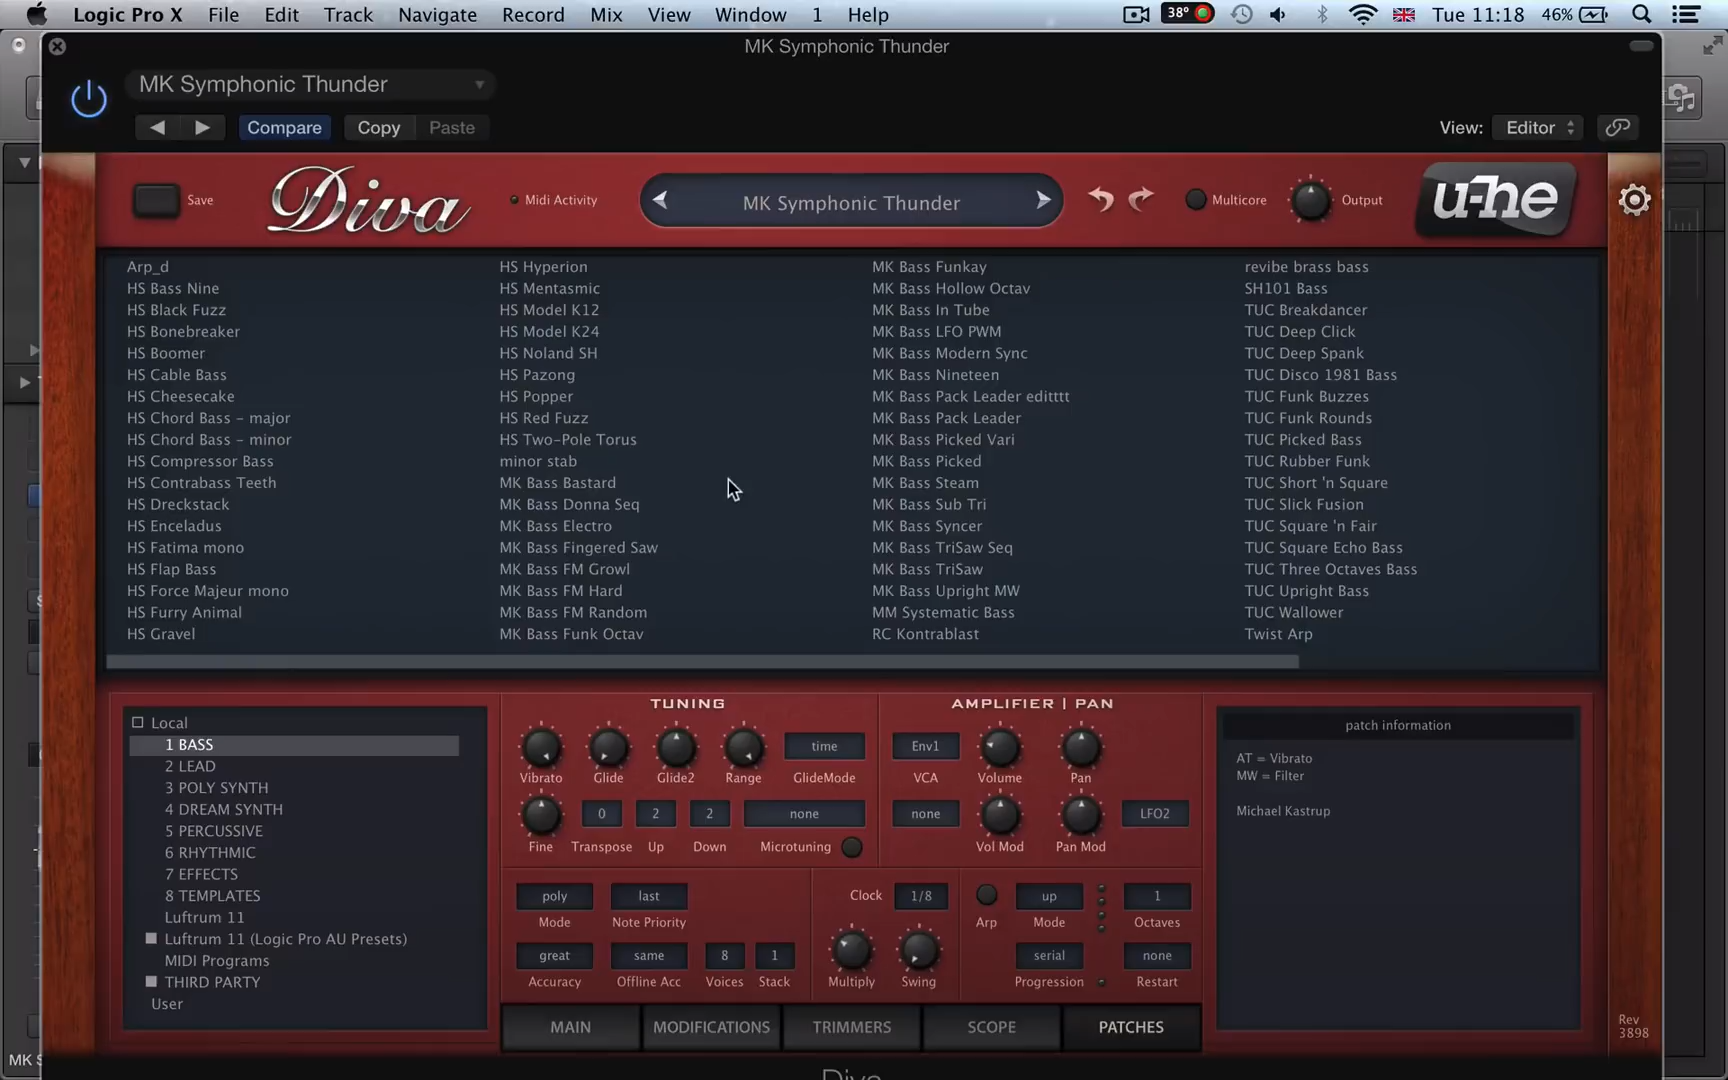 Logic Pro X File Edit Track Navigate Record Mix View Window 1 Help 38° Tue 11:18 46%
MK Symphonic Thunder
MK Symphonic Thunder
Compare Copy Paste View: Editor
Save Diva Midi Activity MK Symphonic Thunder Multicore Output u-he
Arp_d HS Hyperion MK Bass Funkay revibe brass bass
HS Bass Nine HS Mentasmic MK Bass Hollow Octav SH101 Bass
HS Black Fuzz HS Model K12 MK Bass In Tube TUC Breakdancer
HS Bonebreaker HS Model K24 MK Bass LFO PWM TUC Deep Click
HS Boomer HS Noland SH MK Bass Modern Sync TUC Deep Spank
HS Cable Bass HS Pazong MK Bass Nineteen TUC Disco 1981 Bass
HS Cheesecake HS Popper MK Bass Pack Leader editttt TUC Funk Buzzes
HS Chord Bass - major HS Red Fuzz MK Bass Pack Leader TUC Funk Rounds
HS Chord Bass - minor HS Two-Pole Torus MK Bass Picked Vari TUC Picked Bass
HS Compressor Bass minor stab MK Bass Picked TUC Rubber Funk
HS Contrabass Teeth MK Bass Bastard MK Bass Steam TUC Short 'n Square
HS Dreckstack MK Bass Donna Seq MK Bass Sub Tri TUC Slick Fusion
HS Enceladus MK Bass Electro MK Bass Syncer TUC Square 'n Fair
HS Fatima mono MK Bass Fingered Saw MK Bass TriSaw Seq TUC Square Echo Bass
HS Flap Bass MK Bass FM Growl MK Bass TriSaw TUC Three Octaves Bass
HS Force Majeur mono MK Bass FM Hard MK Bass Upright MW TUC Upright Bass
HS Furry Animal MK Bass FM Random MM Systematic Bass TUC Wallower
HS Gravel MK Bass Funk Octav RC Kontrablast Twist Arp
Local
1 BASS
2 LEAD
3 POLY SYNTH
4 DREAM SYNTH
5 PERCUSSIVE
6 RHYTHMIC
7 EFFECTS
8 TEMPLATES
Luftrum 11
Luftrum 11 (Logic Pro AU Presets)
MIDI Programs
THIRD PARTY
User
TUNING
time
Vibrato Glide Glide2 Range GlideMode
0 2 2 none
Fine Transpose Up Down Microtuning
AMPLIFIER | PAN
Env1
VCA Volume Pan
none LFO2
Vol Mod Pan Mod
poly last
Mode Note Priority
great same 8 1
Accuracy Offline Acc Voices Stack
Clock 1/8
Multiply Swing
up 1
Arp Mode Octaves
serial none
Progression Restart
patch information
AT = Vibrato
MW = Filter
Michael Kastrup
MAIN MODIFICATIONS TRIMMERS SCOPE PATCHES
Rev
3898
MK S
Diva